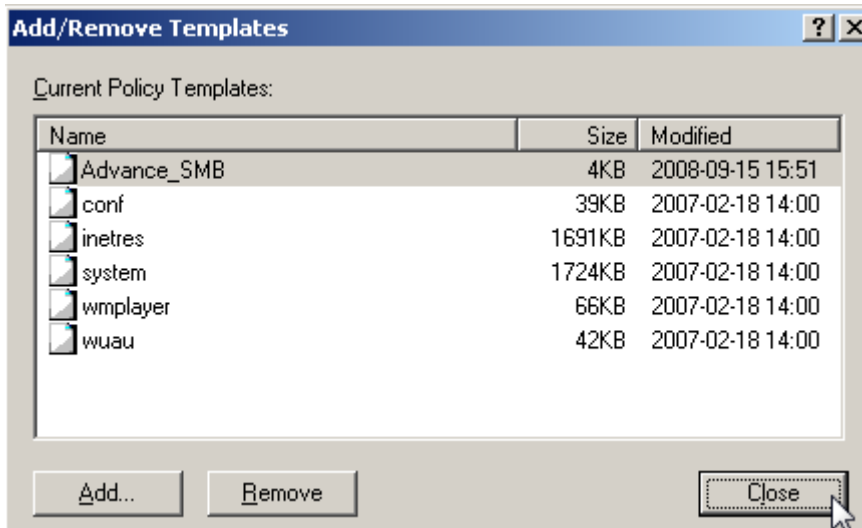 Add/Remove Templates
Current Policy Templates:
Name Size Modified
Advance_SMB 4KB 2008-09-15 15:51
conf 39KB 2007-02-18 14:00
inetres 1691KB 2007-02-18 14:00
system 1724KB 2007-02-18 14:00
wmplayer 66KB 2007-02-18 14:00
wuau 42KB 2007-02-18 14:00
Add... Remove Close